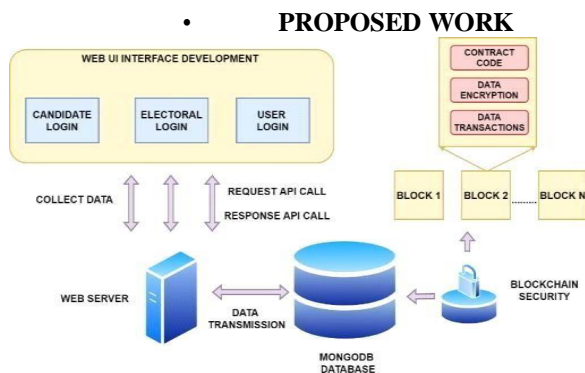 • PROPOSED WORK
WEB UI INTERFACE DEVELOPMENT
CANDIDATE
LOGIN
ELECTORAL
LOGIN
USER
LOGIN
CONTRACT
CODE
DATA
ENCRYPTION
DATA
TRANSACTIONS
COLLECT DATA
REQUEST API CALL
RESPONSE API CALL
BLOCK 1
BLOCK 2
........
BLOCK N
WEB SERVER
DATA
TRANSMISSION
MONGODB
DATABASE
BLOCKCHAIN
SECURITY